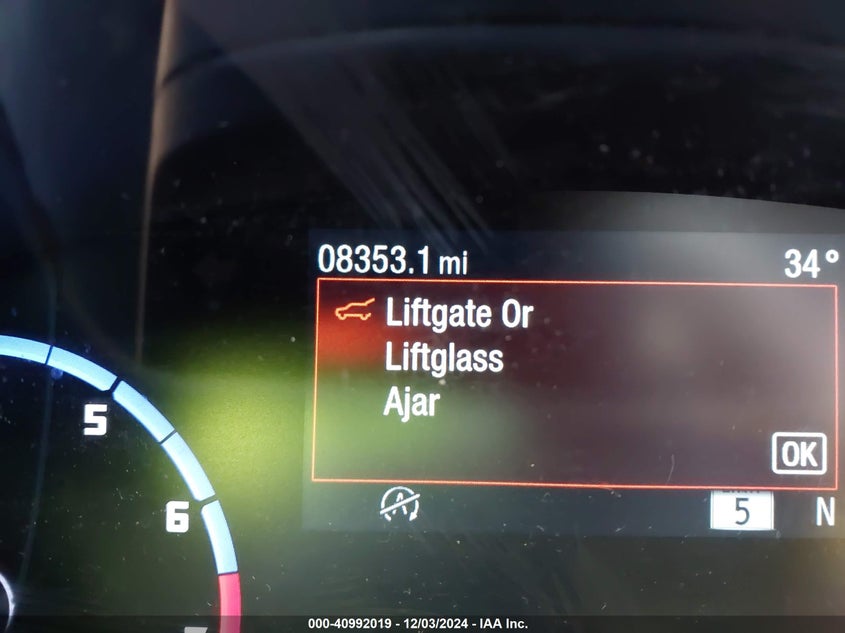 08353.1 mi 34°
Liftgate Or
Liftglass
Ajar
OK
5
6
5 N
000-40992019 - 12/03/2024 - IAA Inc.